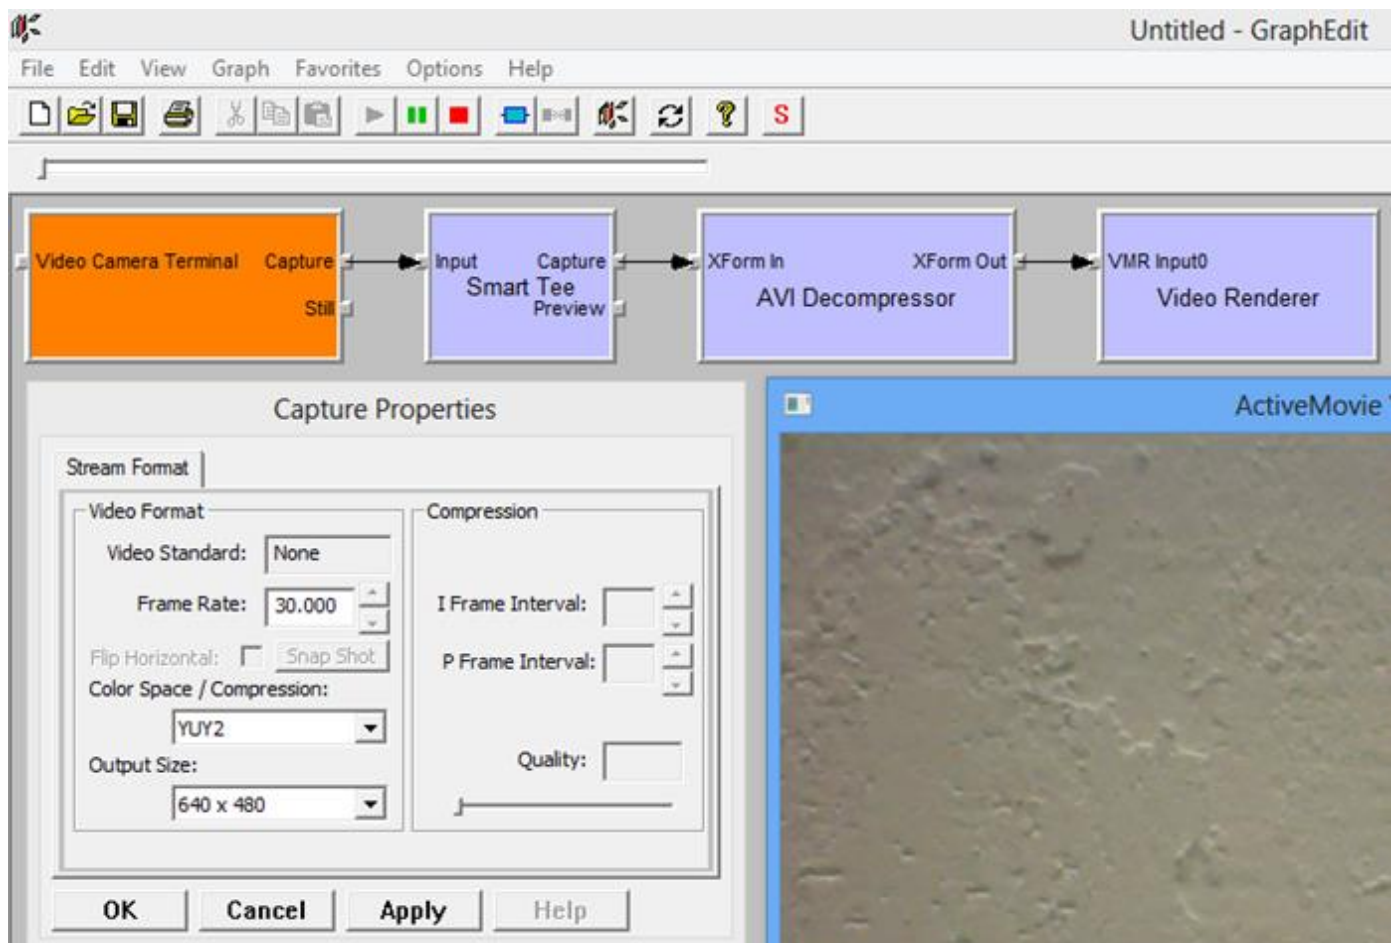 Untitled - GraphEdit
File Edit View Graph Favorites Options Help
S
Video Camera Terminal Capture
Still
Input Capture
Smart Tee
Preview
XForm In XForm Out
AVI Decompressor
VMR Input0
Video Renderer
Capture Properties
ActiveMovie
Stream Format
Video Format
Video Standard: None
Frame Rate: 30.000
Flip Horizontal: Snap Shot
Color Space / Compression:
YUY2
Output Size:
640 x 480
Compression
I Frame Interval:
P Frame Interval:
Quality:
OK Cancel Apply Help